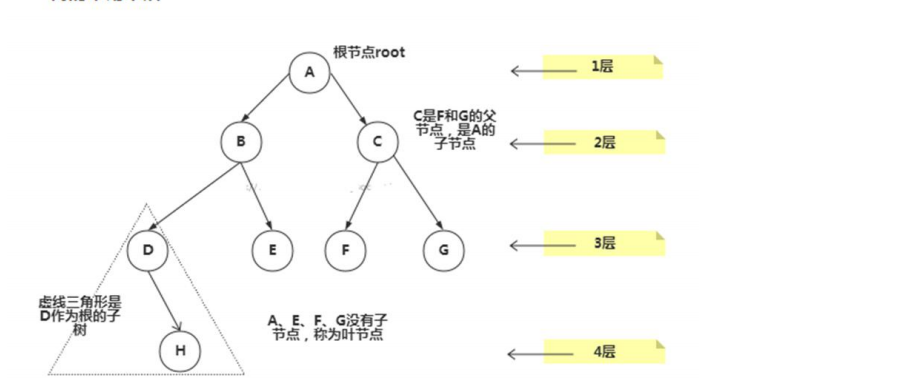 根节点root
A
1层
C是F和G的父
节点，是A的
子节点
B
C
2层
D
E
F
G
3层
虚线三角形是
D作为根的子
树
A、E、F、G没有子
节点，称为叶节点
H
4层